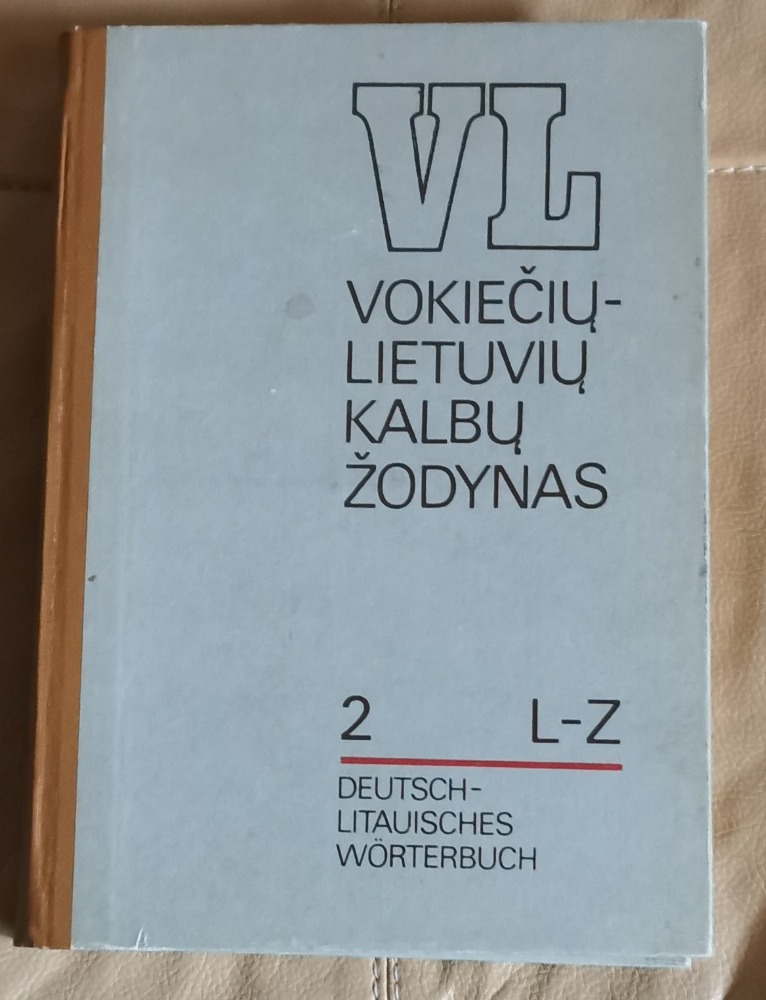 VL
VOKIEČIŲ-
LIETUVIŲ
KALBŲ
ŽODYNAS
2 L-Z
DEUTSCH-
LITAUISCHES
WÖRTERBUCH